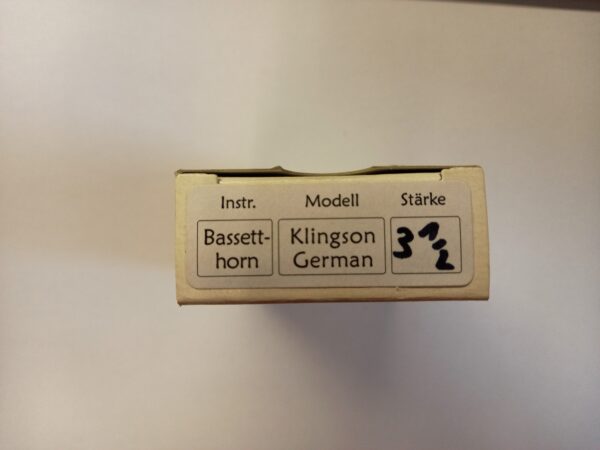 Instr. Modell Stärke
Bassett- Klingson 3 1/2
horn German